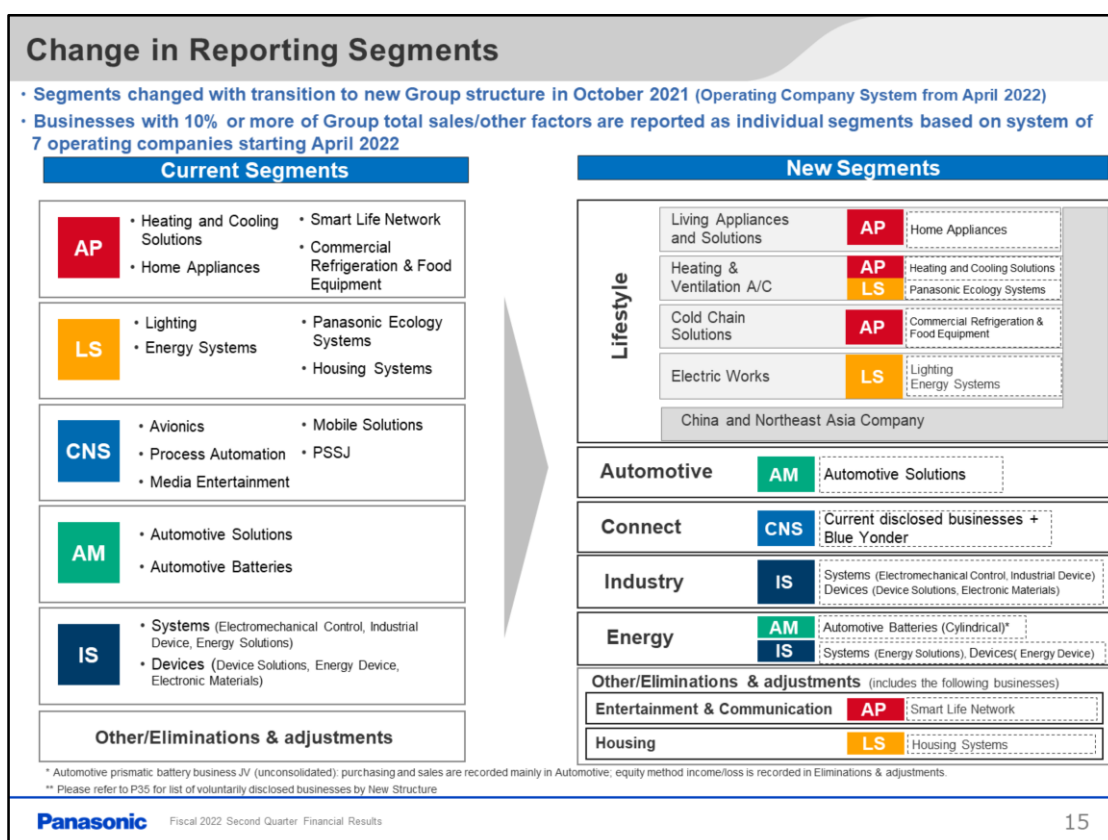 Change in Reporting Segments
・Segments changed with transition to new Group structure in October 2021 (Operating Company System from April 2022)
・Businesses with 10% or more of Group total sales/other factors are reported as individual segments based on system of
7 operating companies starting April 2022
Current Segments
AP
• Heating and Cooling
Solutions
• Home Appliances
• Smart Life Network
• Commercial
Refrigeration & Food
Equipment
LS
• Lighting
• Energy Systems
• Panasonic Ecology
Systems
• Housing Systems
CNS
• Avionics
• Process Automation
• Media Entertainment
• Mobile Solutions
• PSSJ
AM
• Automotive Solutions
• Automotive Batteries
IS
• Systems (Electromechanical Control, Industrial
Device, Energy Solutions)
• Devices (Device Solutions, Energy Device,
Electronic Materials)
Other/Eliminations & adjustments
New Segments
Lifestyle
Living Appliances
and Solutions
AP
Home Appliances
Heating &
Ventilation A/C
AP
Heating and Cooling Solutions
LS
Panasonic Ecology Systems
Cold Chain
Solutions
AP
Commercial Refrigeration &
Food Equipment
Electric Works
LS
Lighting
Energy Systems
China and Northeast Asia Company
Automotive
AM
Automotive Solutions
Connect
CNS
Current disclosed businesses +
Blue Yonder
Industry
IS
Systems (Electromechanical Control, Industrial Device)
Devices (Device Solutions, Electronic Materials)
Energy
AM
Automotive Batteries (Cylindrical)*
IS
Systems (Energy Solutions), Devices( Energy Device)
Other/Eliminations & adjustments (includes the following businesses)
Entertainment & Communication
AP
Smart Life Network
Housing
LS
Housing Systems
* Automotive prismatic battery business JV (unconsolidated): purchasing and sales are recorded mainly in Automotive; equity method income/loss is recorded in Eliminations & adjustments.
** Please refer to P35 for list of voluntarily disclosed businesses by New Structure
Panasonic
Fiscal 2022 Second Quarter Financial Results
15